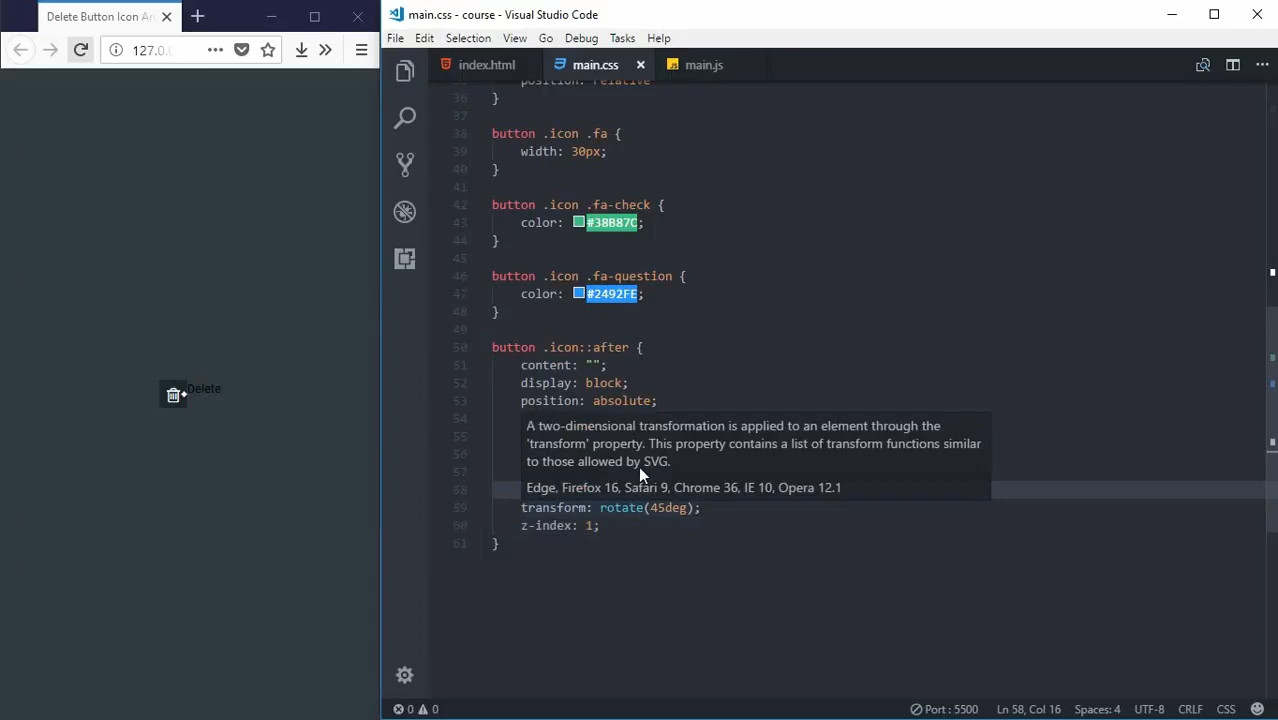 Delete Button Icon An
127.0.
Delete
main.css - course - Visual Studio Code
File Edit Selection View Go Debug Tasks Help
index.html main.css main.js
position: relative
36 }
37
38 button .icon .fa {
39 width: 30px;
40 }
41
42 button .icon .fa-check {
43 color: #38B87C;
44 }
45
46 button .icon .fa-question {
47 color: #2492FE;
48 }
49
50 button .icon::after {
51 content: "";
52 display: block;
53 position: absolute;
54
55
56
57
58
A two-dimensional transformation is applied to an element through the
'transform' property. This property contains a list of transform functions similar
to those allowed by SVG.
Edge, Firefox 16, Safari 9, Chrome 36, IE 10, Opera 12.1
59 transform: rotate(45deg);
60 z-index: 1;
61 }
0 0 Port : 5500 Ln 58, Col 16 Spaces: 4 UTF-8 CRLF CSS